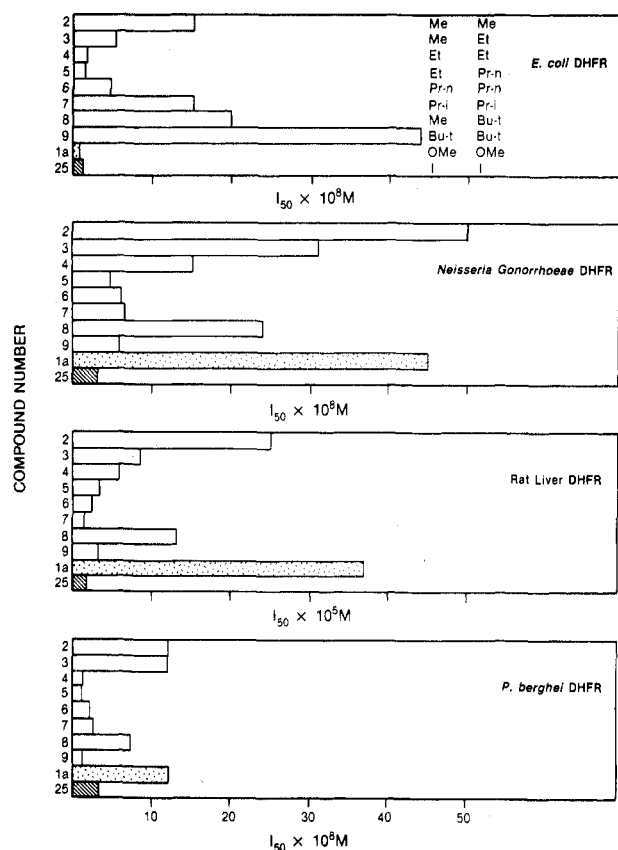 COMPOUND NUMBER
2 Me Me
3 Me Et
4 Et Et
5 Et Pr-n
6 Pr-n Pr-n
7 Pr-i Pr-i
8 Me Bu-t
9 Bu-t Bu-t
1a OMe OMe
25 | |
E. coli DHFR
I50 × 10⁸M
2
3
4
5
6
7
8
9
1a
25
Neisseria Gonorrhoeae DHFR
I50 × 10⁸M
2
3
4
5
6
7
8
9
1a
25
Rat Liver DHFR
I50 × 10⁵M
2
3
4
5
6
7
8
9
1a
25
P. berghei DHFR
10 20 30 40 50
I50 × 10⁸M